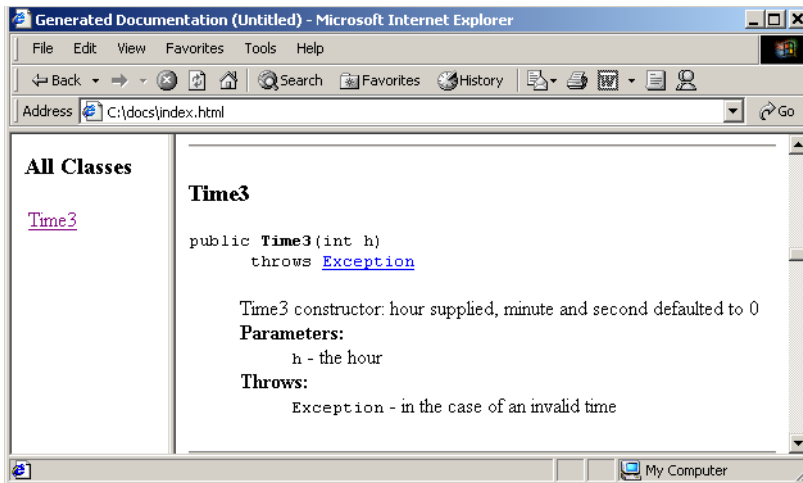 Generated Documentation (Untitled) - Microsoft Internet Explorer
File Edit View Favorites Tools Help
Back Search Favorites History
Address C:\docs\index.html Go
All Classes
Time3
Time3
public Time3(int h)
throws Exception
Time3 constructor: hour supplied, minute and second defaulted to 0
Parameters:
h - the hour
Throws:
Exception - in the case of an invalid time
My Computer